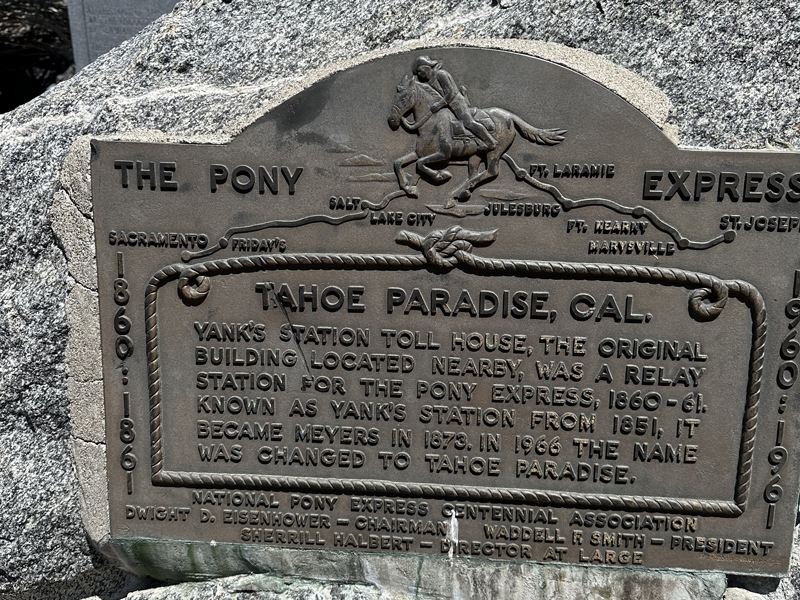 THE PONY EXPRESS
FT. LARAMIE
SALT
LAKE CITY
JULESBURG
FT. KEARNY
MARYSVILLE
ST. JOSEP
SACRAMENTO
FRIDAY'S
1860:1861
1960:1961
TAHOE PARADISE, CAL.
YANK'S STATION TOLL HOUSE, THE ORIGINAL
BUILDING LOCATED NEARBY, WAS A RELAY
STATION FOR THE PONY EXPRESS, 1860-61.
KNOWN AS YANK'S STATION FROM 1851, IT
BECAME MEYERS IN 1873. IN 1966 THE NAME
WAS CHANGED TO TAHOE PARADISE.
NATIONAL PONY EXPRESS CENTENNIAL ASSOCIATION
DWIGHT D. EISENHOWER - CHAIRMAN WADDELL F. SMITH - PRESIDENT
SHERRILL HALBERT - DIRECTOR AT LARGE